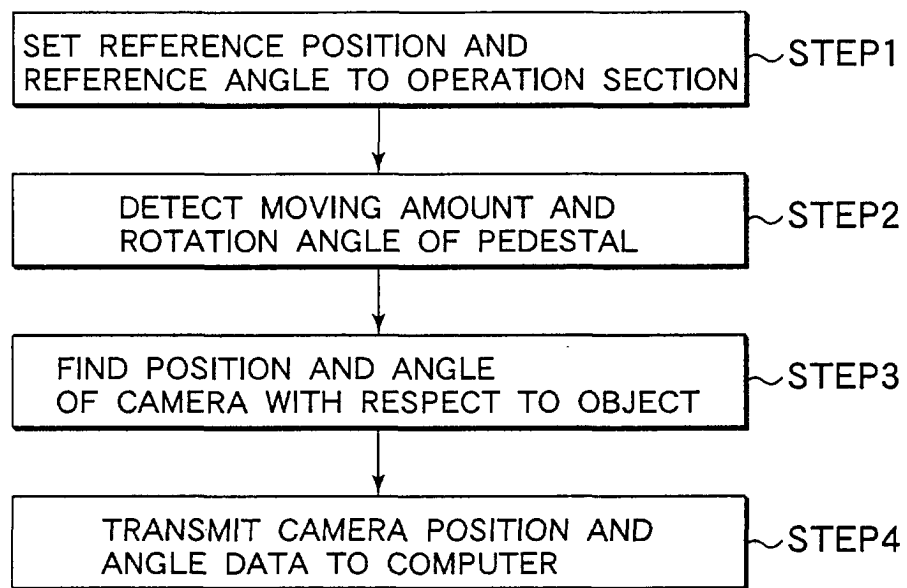 SET REFERENCE POSITION AND
REFERENCE ANGLE TO OPERATION SECTION
STEP1
DETECT MOVING AMOUNT AND
ROTATION ANGLE OF PEDESTAL
STEP2
FIND POSITION AND ANGLE
OF CAMERA WITH RESPECT TO OBJECT
STEP3
TRANSMIT CAMERA POSITION AND
ANGLE DATA TO COMPUTER
STEP4